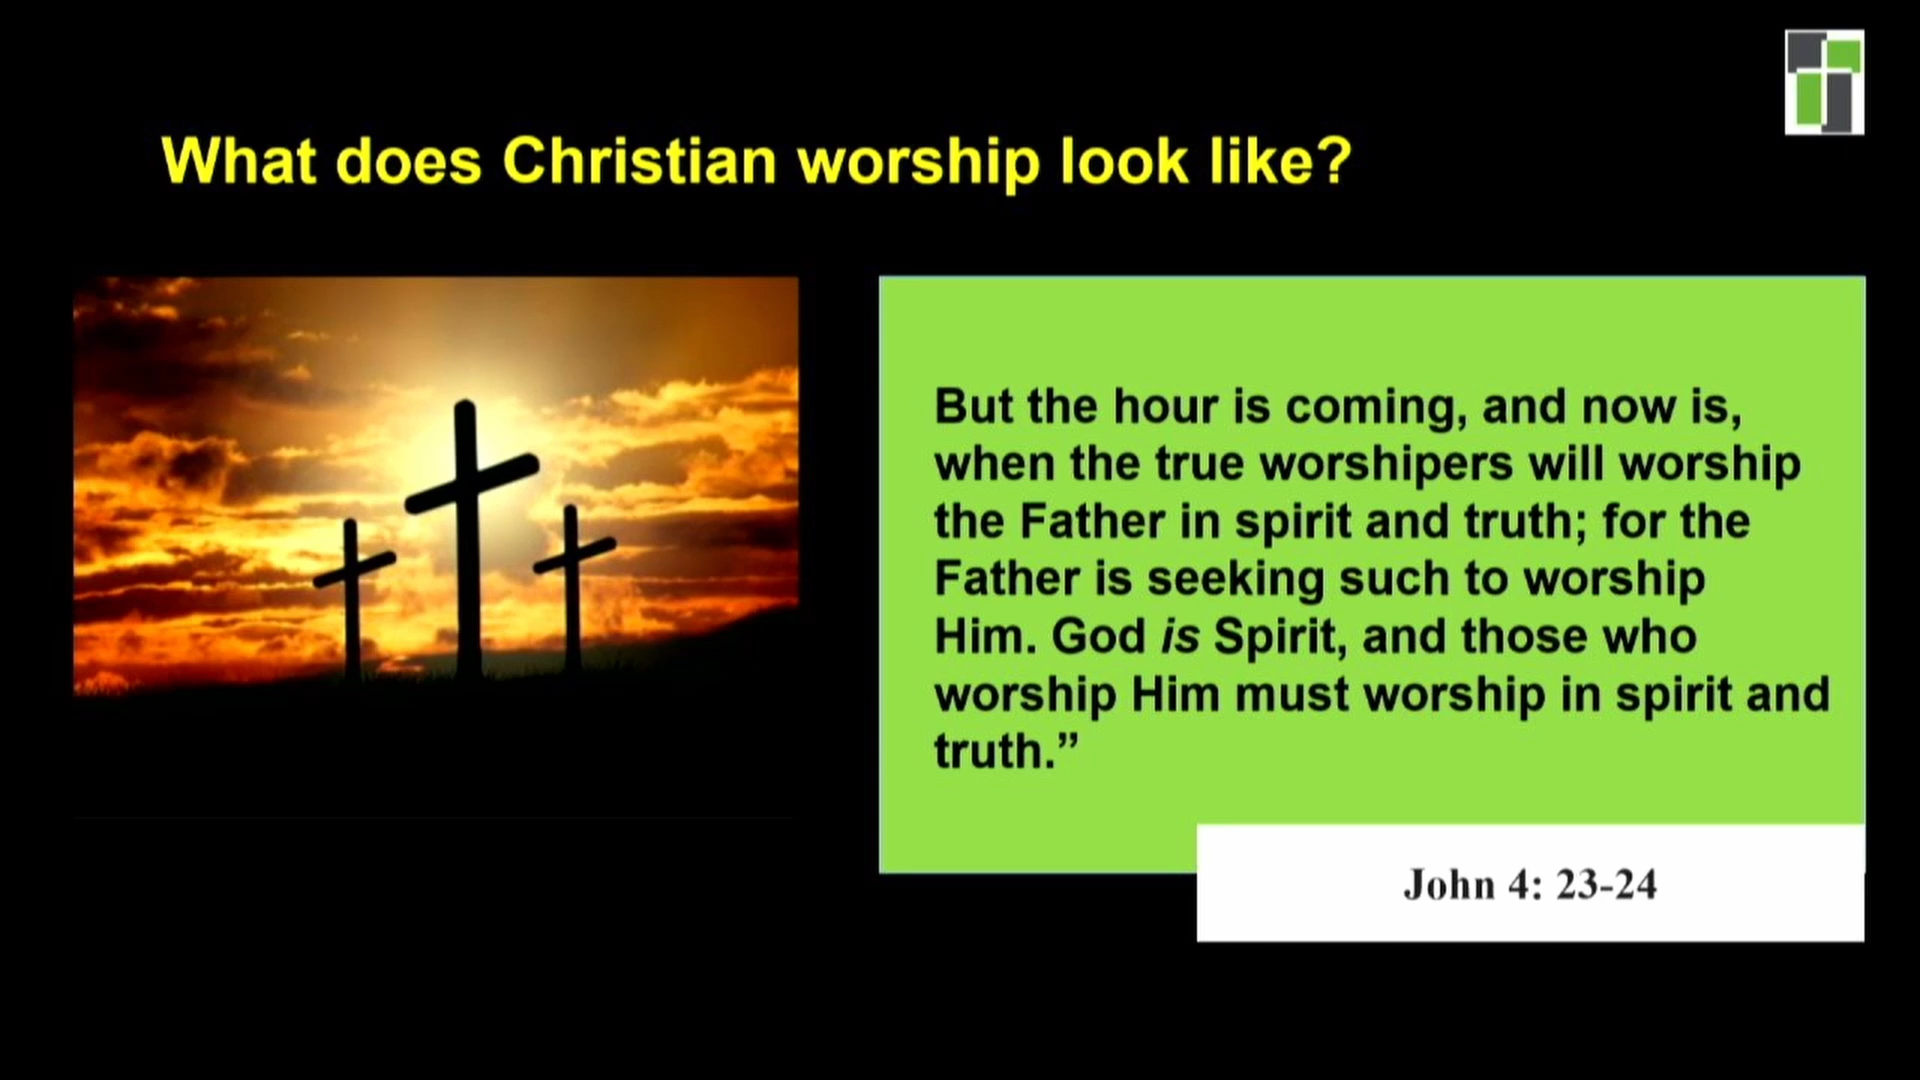 What does Christian worship look like?
But the hour is coming, and now is,
when the true worshipers will worship
the Father in spirit and truth; for the
Father is seeking such to worship
Him. God is Spirit, and those who
worship Him must worship in spirit and
truth.”
John 4: 23-24